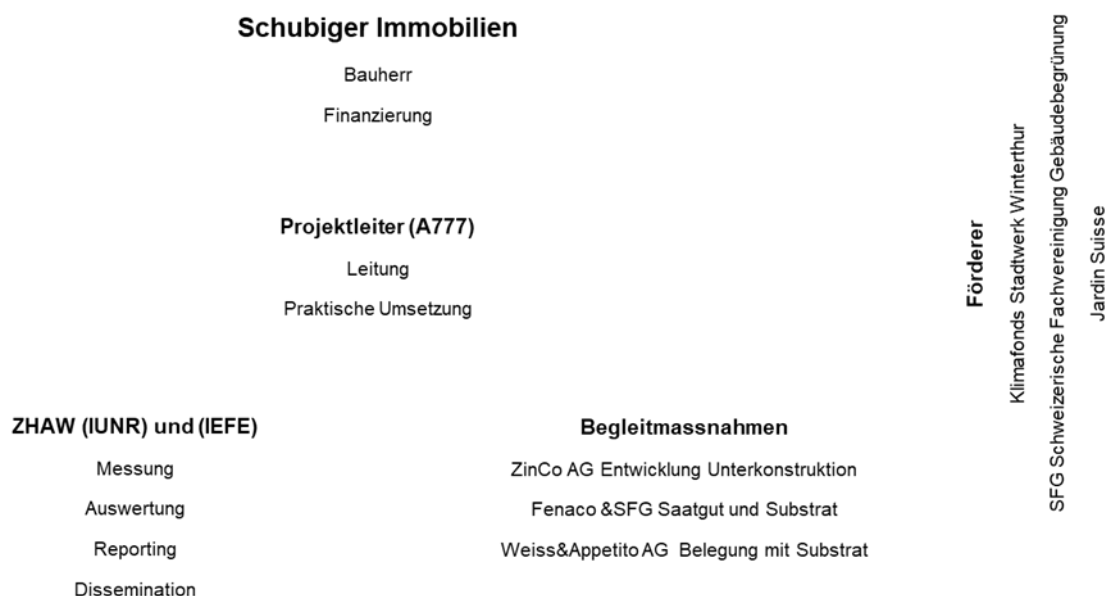 Schubiger Immobilien
Bauherr
Finanzierung
Projektleiter (A777)
Leitung
Praktische Umsetzung
ZHAW (IUNR) und (IEFE)
Messung
Auswertung
Reporting
Dissemination
Begleitmassnahmen
ZinCo AG Entwicklung Unterkonstruktion
Fenaco &SFG Saatgut und Substrat
Weiss&Appetito AG Belegung mit Substrat
Förderer
Klimafonds Stadtwerk Winterthur
SFG Schweizerische Fachvereinigung Gebäudebegrünung
Jardin Suisse